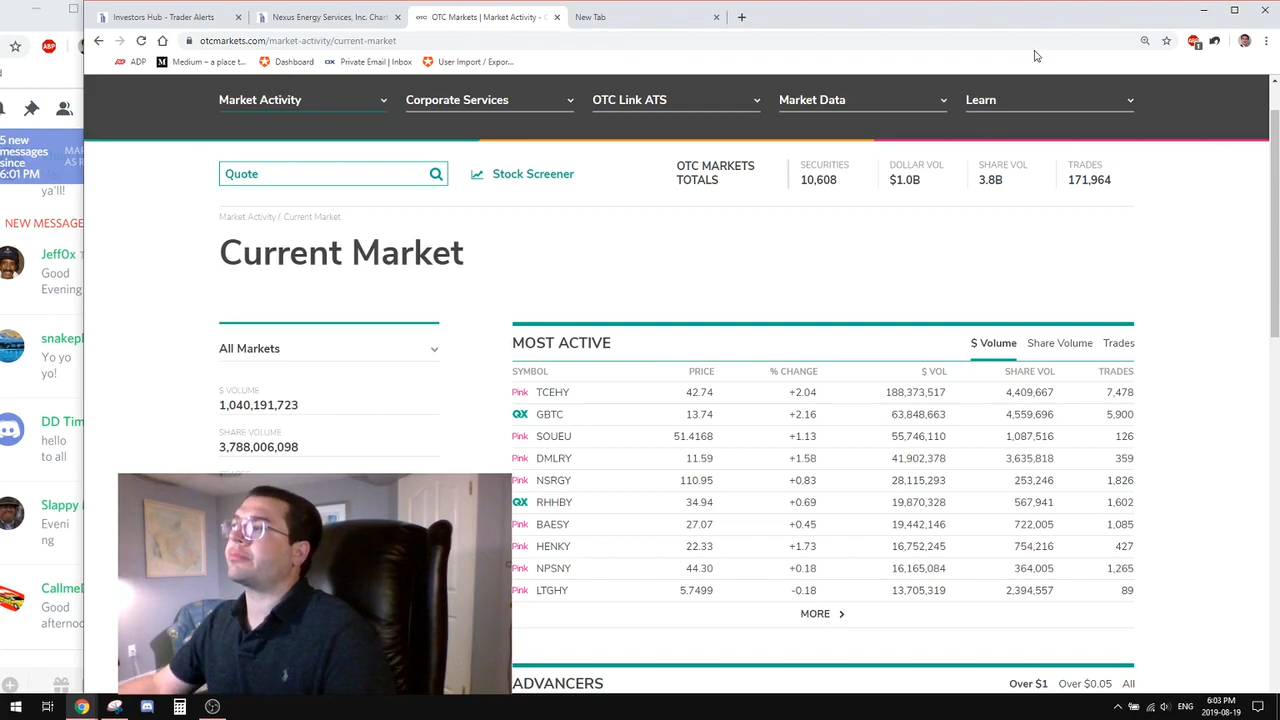 Investors Hub - Trader Alerts
Nexus Energy Services, Inc. Chart
OTC Markets | Market Activity - C
New Tab
otcmarkets.com/market-activity/current-market
ABP
ABP
1
ADP
Medium – a place t...
Dashboard
Private Email | Inbox
User Import / Expor...
Market Activity
Corporate Services
OTC Link ATS
Market Data
Learn
5 new
messages
since
6:01 PM
ya'll!
NEW MESSAGE
Jeff0x
Good
Evening
Yo yo
yo!
DD Tim
hello
to all
Slappy
Eveni
ng
Good
afternoo
Quote
Stock Screener
OTC MARKETS
TOTALS
SECURITIES
10,608
DOLLAR VOL
$1.0B
SHARE VOL
3.8B
TRADES
171,964
Market Activity / Current Market
Current Market
All Markets
$ VOLUME
1,040,191,723
SHARE VOLUME
3,788,006,098
MOST ACTIVE
$ Volume Share Volume Trades
SYMBOL PRICE % CHANGE $ VOL SHARE VOL TRADES
Pink TCEHY 42.74 +2.04 188,373,517 4,409,667 7,478
QX GBTC 13.74 +2.16 63,848,663 4,559,696 5,900
Pink SOUEU 51.4168 +1.13 55,746,110 1,087,516 126
Pink DMLRY 11.59 +1.58 41,902,378 3,635,818 359
Pink NSRGY 110.95 +0.83 28,115,293 253,246 1,826
QX RHHBY 34.94 +0.69 19,870,328 567,941 1,602
Pink BAESY 27.07 +0.45 19,442,146 722,005 1,085
Pink HENKY 22.33 +1.73 16,752,245 754,216 427
Pink NPSNY 44.30 +0.18 16,165,084 364,005 1,265
Pink LTGHY 5.7499 -0.18 13,705,319 2,394,557 89
MORE
ADVANCERS
Over $1 Over $0.05 All
ENG
6:03 PM
2019-08-19